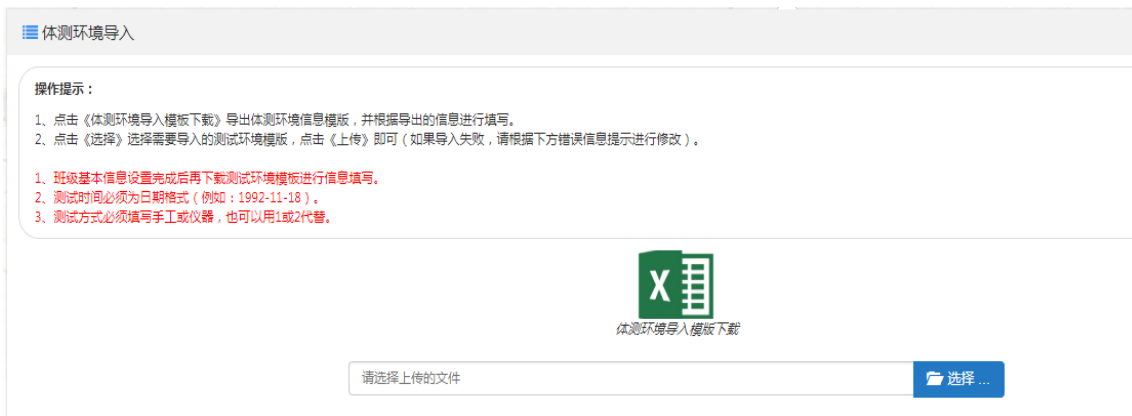 体测环境导入
操作提示：
1、点击《体测环境导入模板下载》导出体测环境信息模版，并根据导出的信息进行填写。
2、点击《选择》选择需要导入的测试环境模版，点击《上传》即可（如果导入失败，请根据下方错误信息提示进行修改）。
1、班级基本信息设置完成后再下载测试环境模板进行信息填写。
2、测试时间必须为日期格式（例如：1992-11-18）。
3、测试方式必须填写手工或仪器，也可以用1或2代替。
X
体测环境导入模版下载
请选择上传的文件
选择 ...